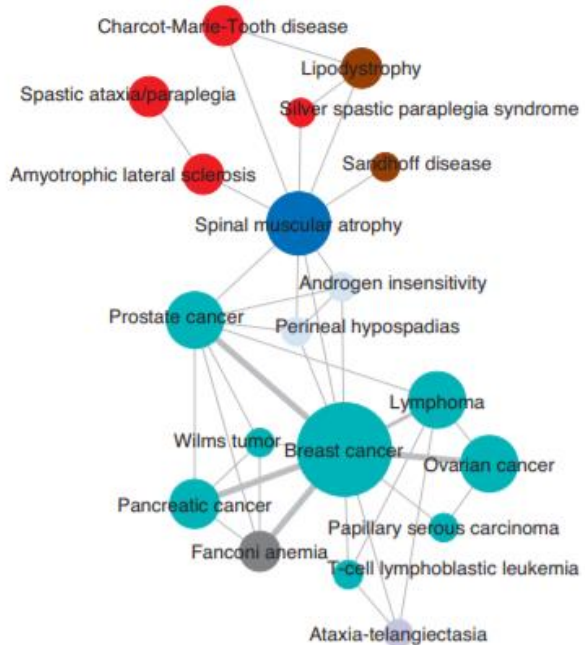 Charcot-Marie-Tooth disease
Lipodystrophy
Spastic ataxia/paraplegia
Silver spastic paraplegia syndrome
Sandhoff disease
Amyotrophic lateral sclerosis
Spinal muscular atrophy
Androgen insensitivity
Prostate cancer
Perineal hypospadias
Lymphoma
Wilms tumor
Breast cancer
Ovarian cancer
Pancreatic cancer
Papillary serous carcinoma
Fanconi anemia
T-cell lymphoblastic leukemia
Ataxia-telangiectasia